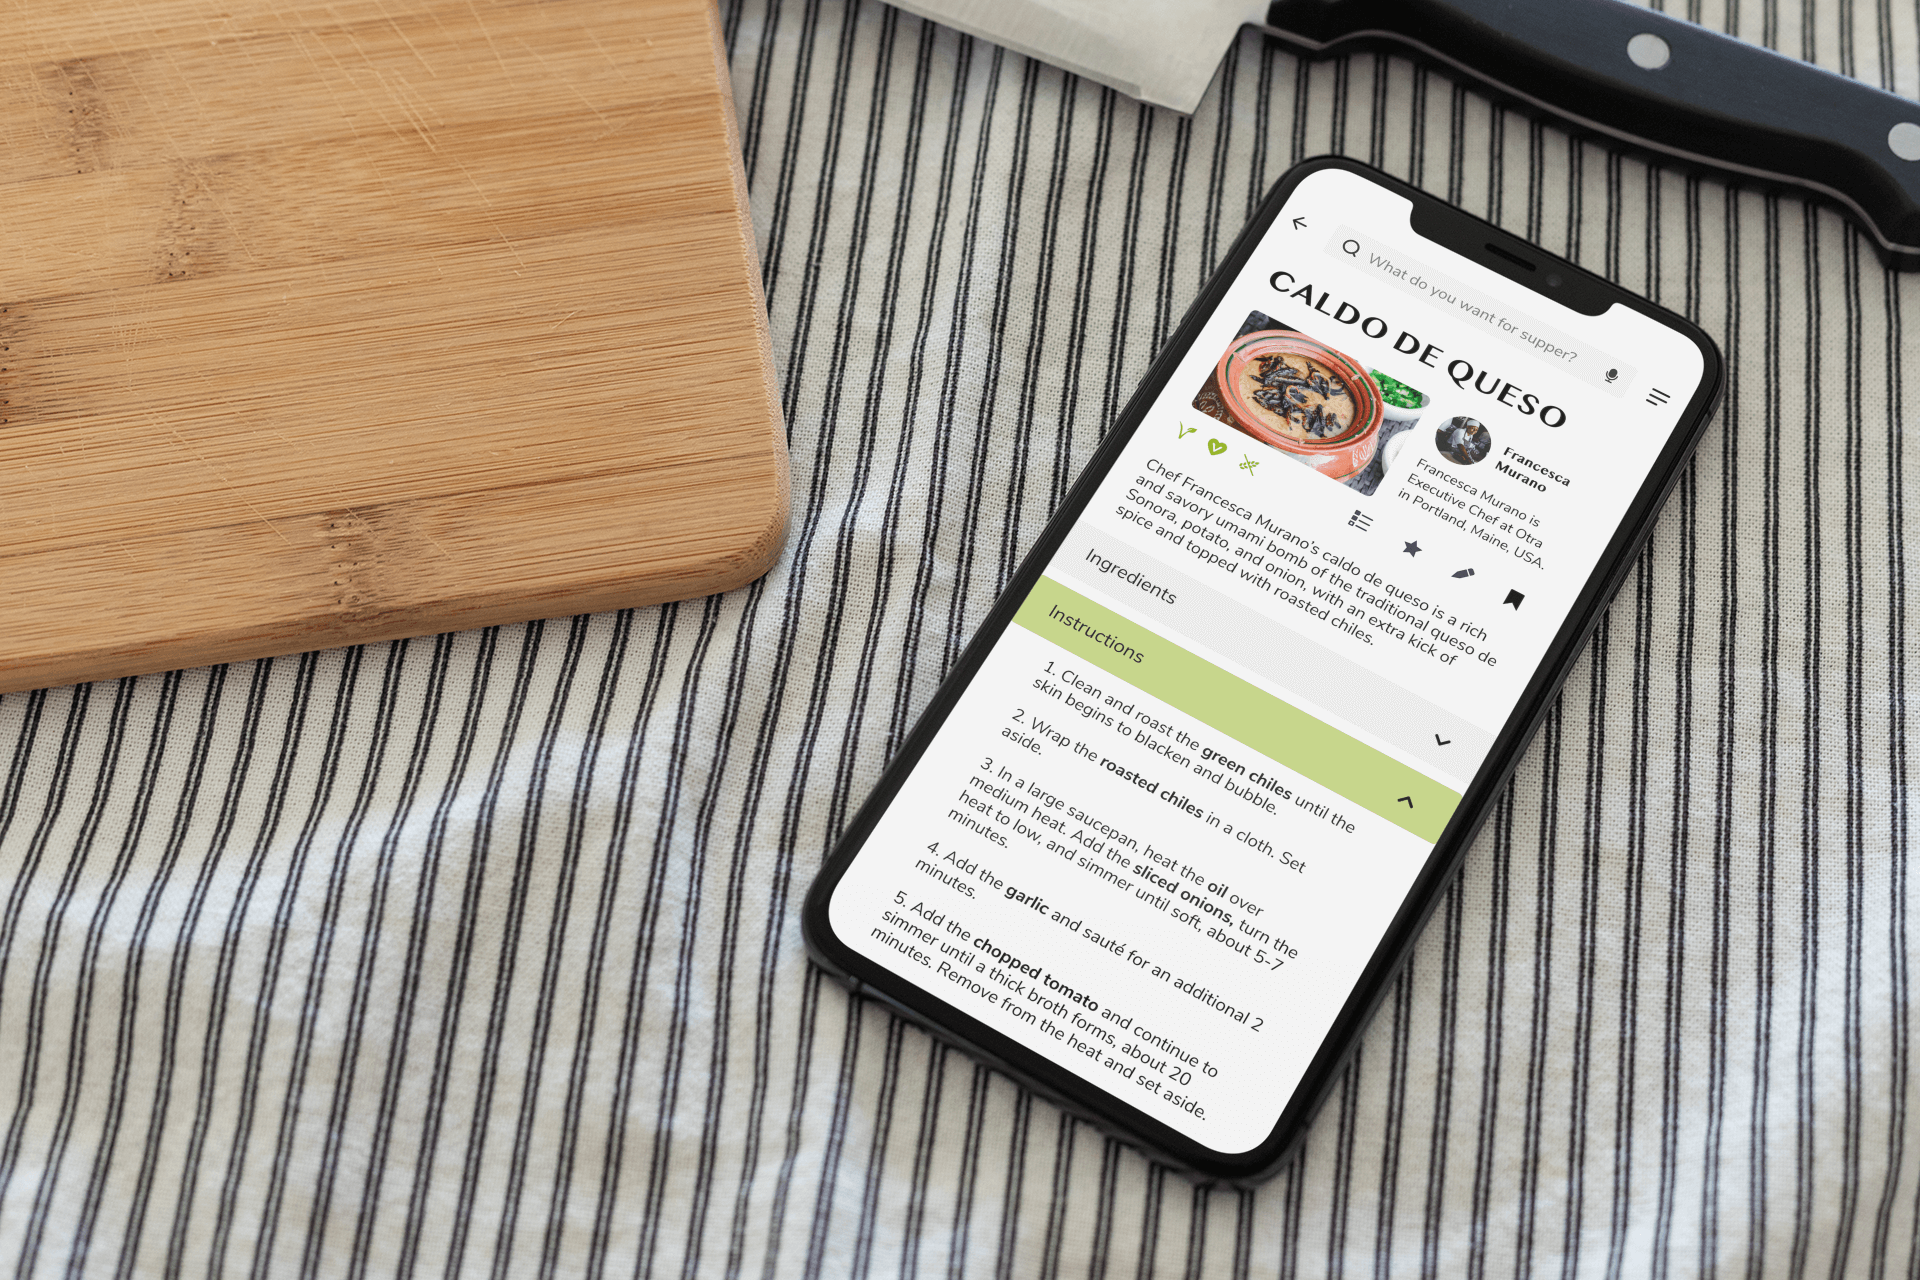 What do you want for supper?
CALDO DE QUESO
Francesca
Murano
Francesca Murano is
Executive Chef at Otra
in Portland, Maine, USA.
Chef Francesca Murano's caldo de queso is a rich
and savory umami bomb of the traditional queso de
Sonora, potato, and onion, with an extra kick of
spice and topped with roasted chiles.
Ingredients
Instructions
1. Clean and roast the green chiles until the
skin begins to blacken and bubble.
2. Wrap the roasted chiles in a cloth. Set
aside.
3. In a large saucepan, heat the oil over
medium heat. Add the sliced onions, turn the
heat to low, and simmer until soft, about 5-7
minutes.
4. Add the garlic and sauté for an additional 2
minutes.
5. Add the chopped tomato and continue to
simmer until a thick broth forms, about 20
minutes. Remove from the heat and set aside.